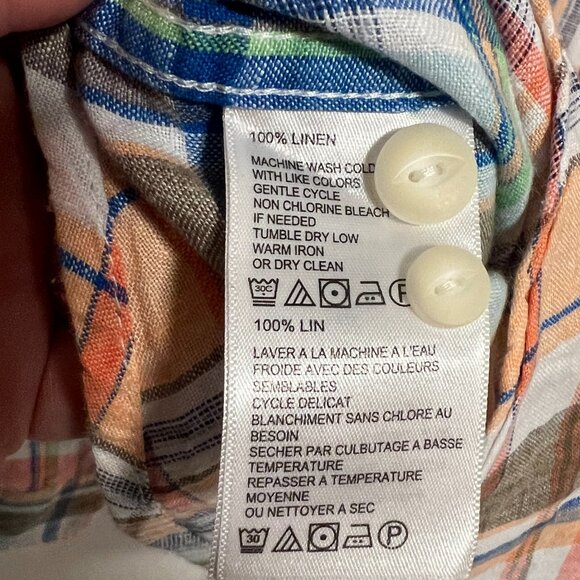 100% LINEN
MACHINE WASH COLD
WITH LIKE COLORS
GENTLE CYCLE
NON CHLORINE BLEACH
IF NEEDED
TUMBLE DRY LOW
WARM IRON
OR DRY CLEAN
30C
100% LIN
LAVER A LA MACHINE A L'EAU
FROIDE AVEC DES COULEURS
SEMBLABLES
CYCLE DELICAT
BLANCHIMENT SANS CHLORE AU
BESOIN
SECHER PAR CULBUTAGE A BASSE
TEMPERATURE
REPASSER A TEMPERATURE
MOYENNE
OU NETTOYER A SEC
30 P